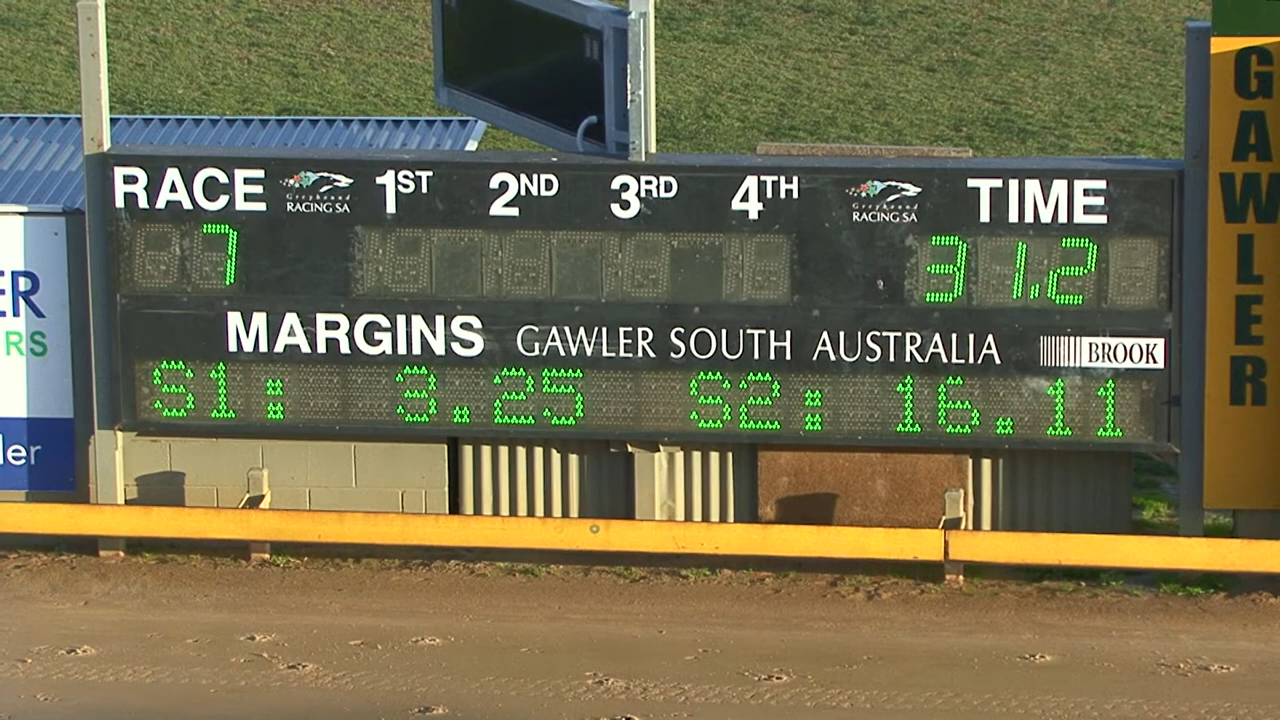 RACE Greyhound RACING SA 1ST 2ND 3RD 4TH Greyhound RACING SA TIME
7 31.2
MARGINS GAWLER SOUTH AUSTRALIA BROOK
S1: 3.25 S2: 16.11
GAWLER
ER
RS
ler